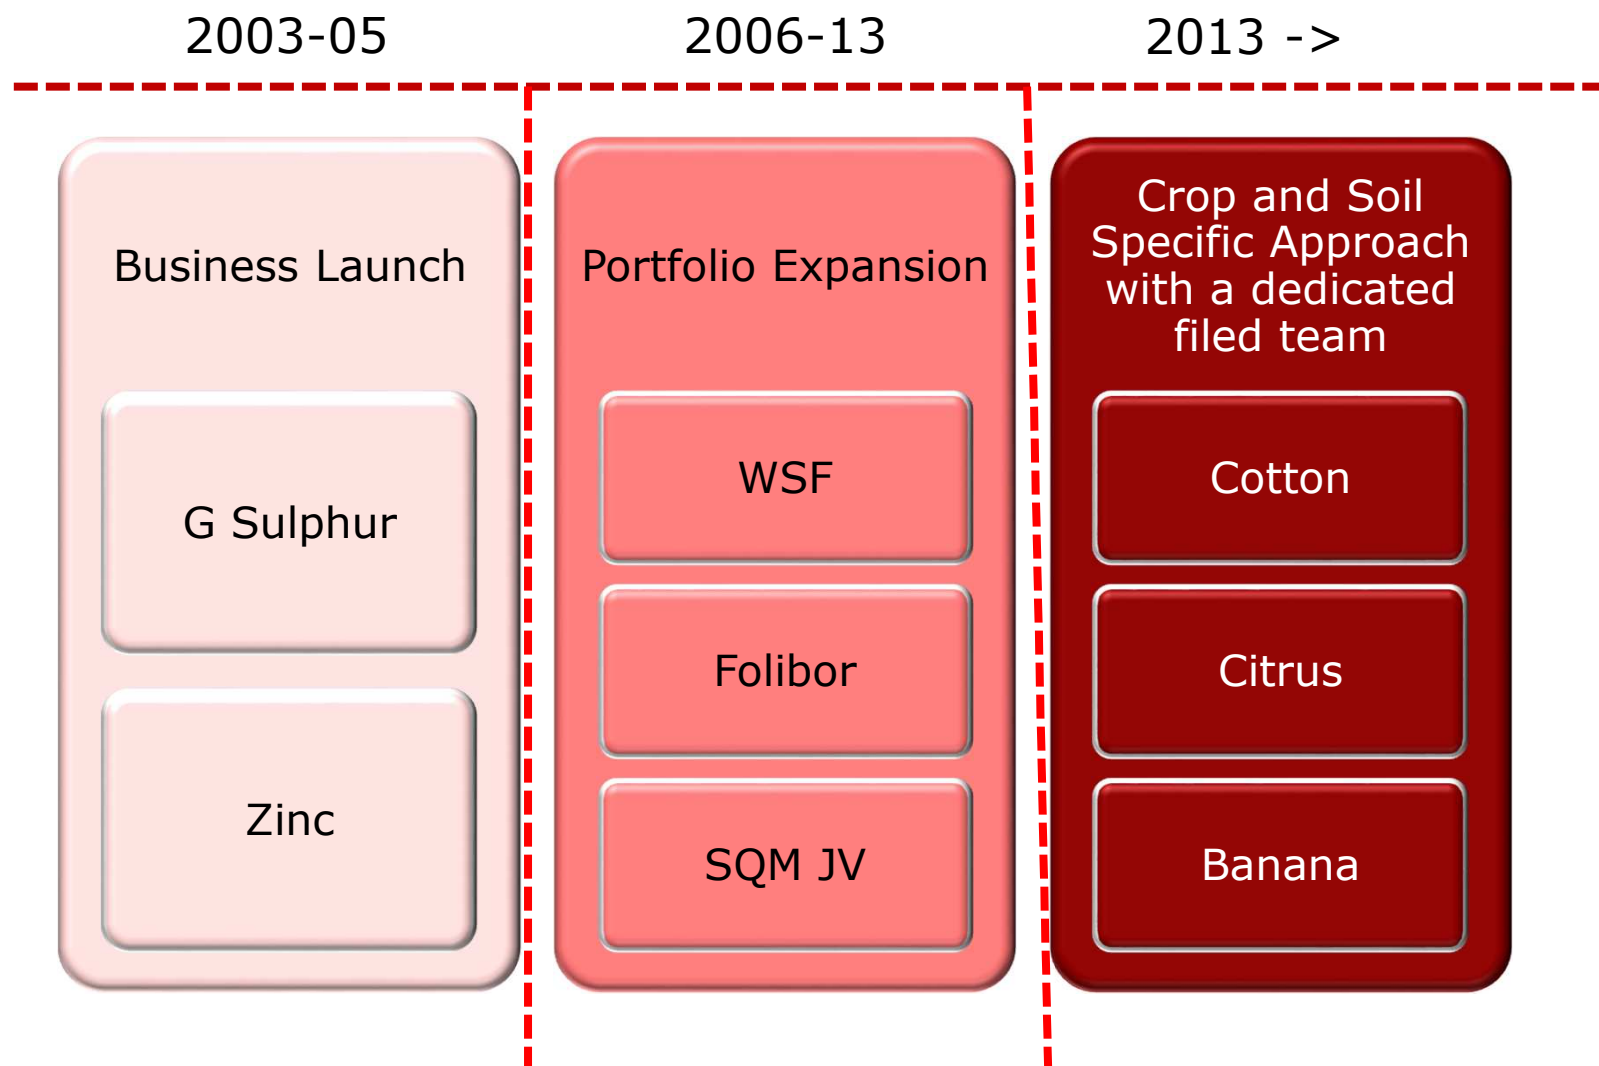 2003-05
2006-13
2013 ->
Business Launch
G Sulphur
Zinc
Portfolio Expansion
WSF
Folibor
SQM JV
Crop and Soil
Specific Approach
with a dedicated
filed team
Cotton
Citrus
Banana